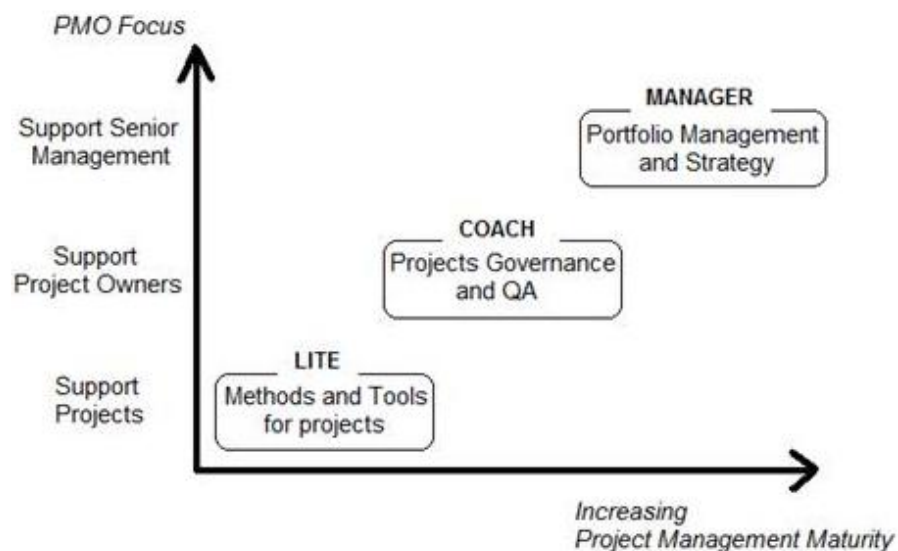 PMO Focus
Support Senior
Management
MANAGER
Portfolio Management
and Strategy
Support
Project Owners
COACH
Projects Governance
and QA
Support
Projects
LITE
Methods and Tools
for projects
Increasing
Project Management Maturity